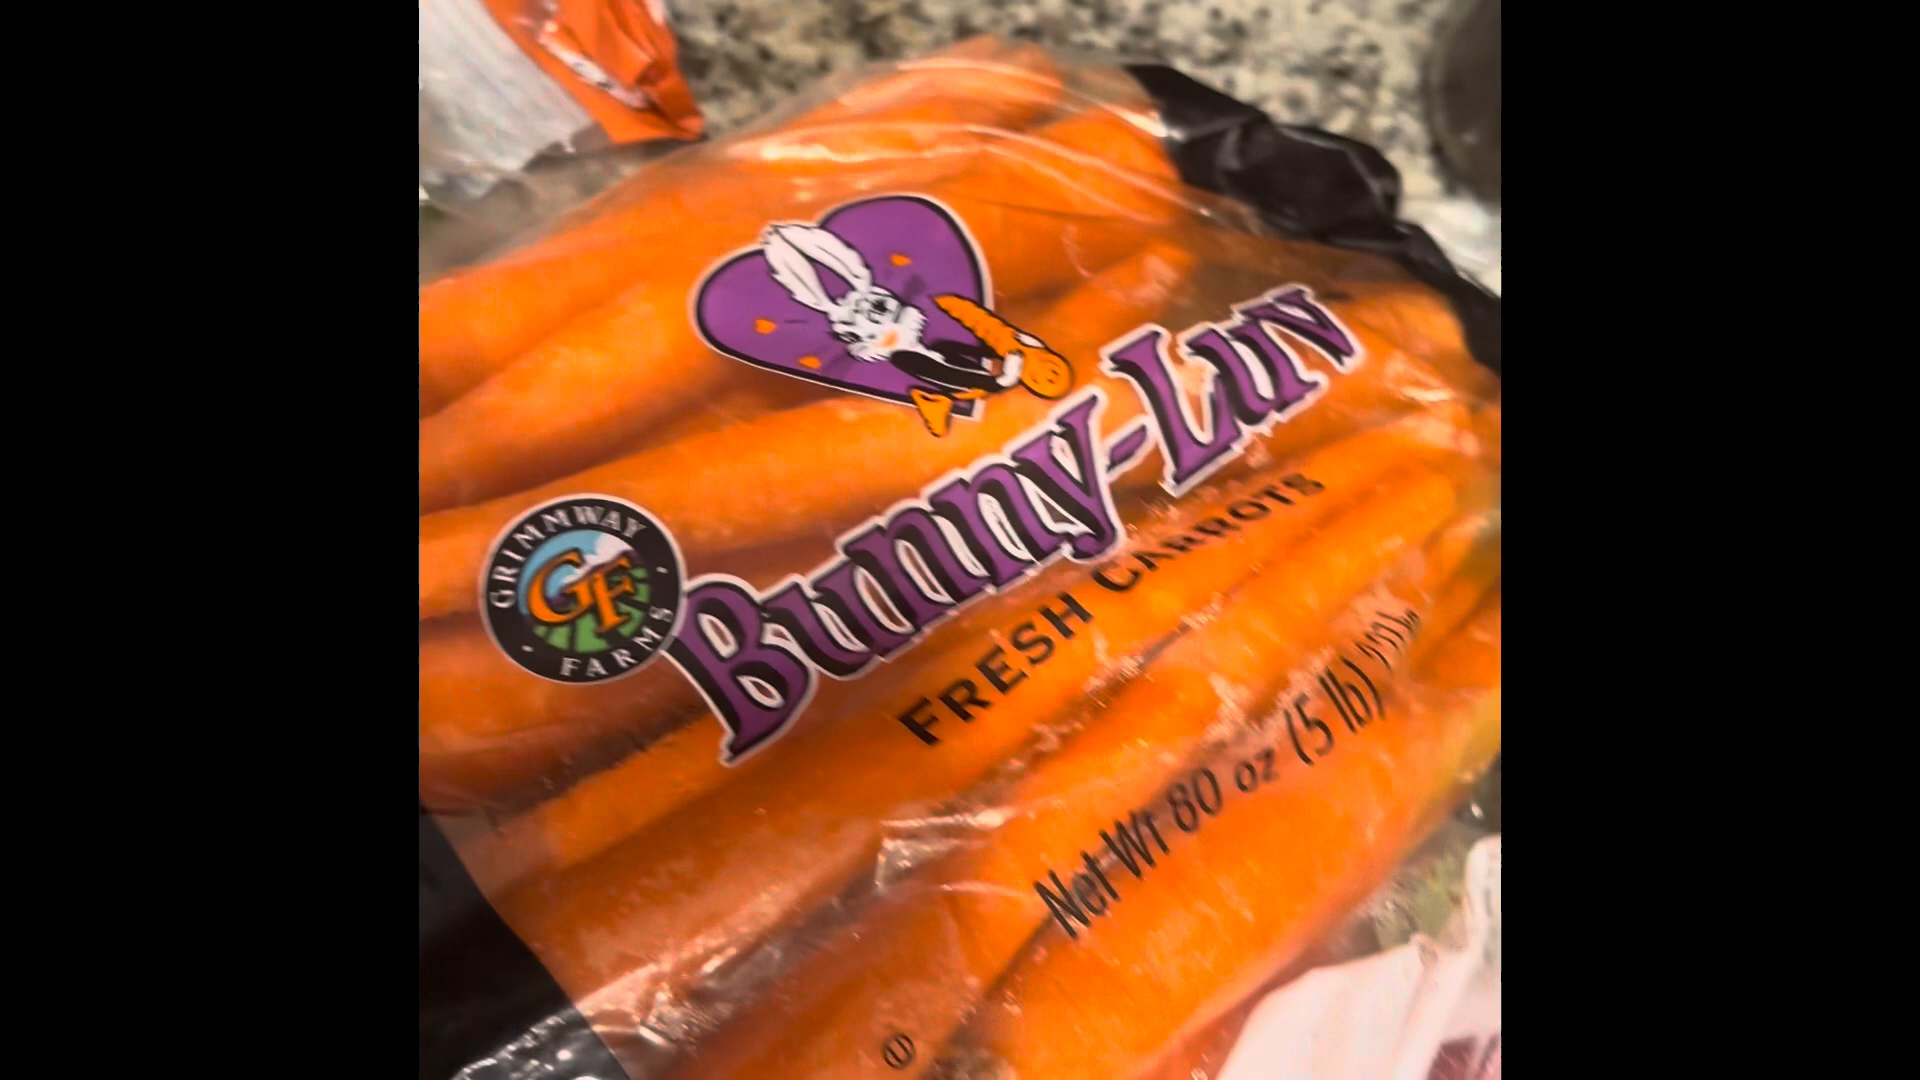 GRIMMWAY
GF
FARMS
Bunny-Luv
FRESH CARROTS
Net Wt 80 oz (5 lb)
U